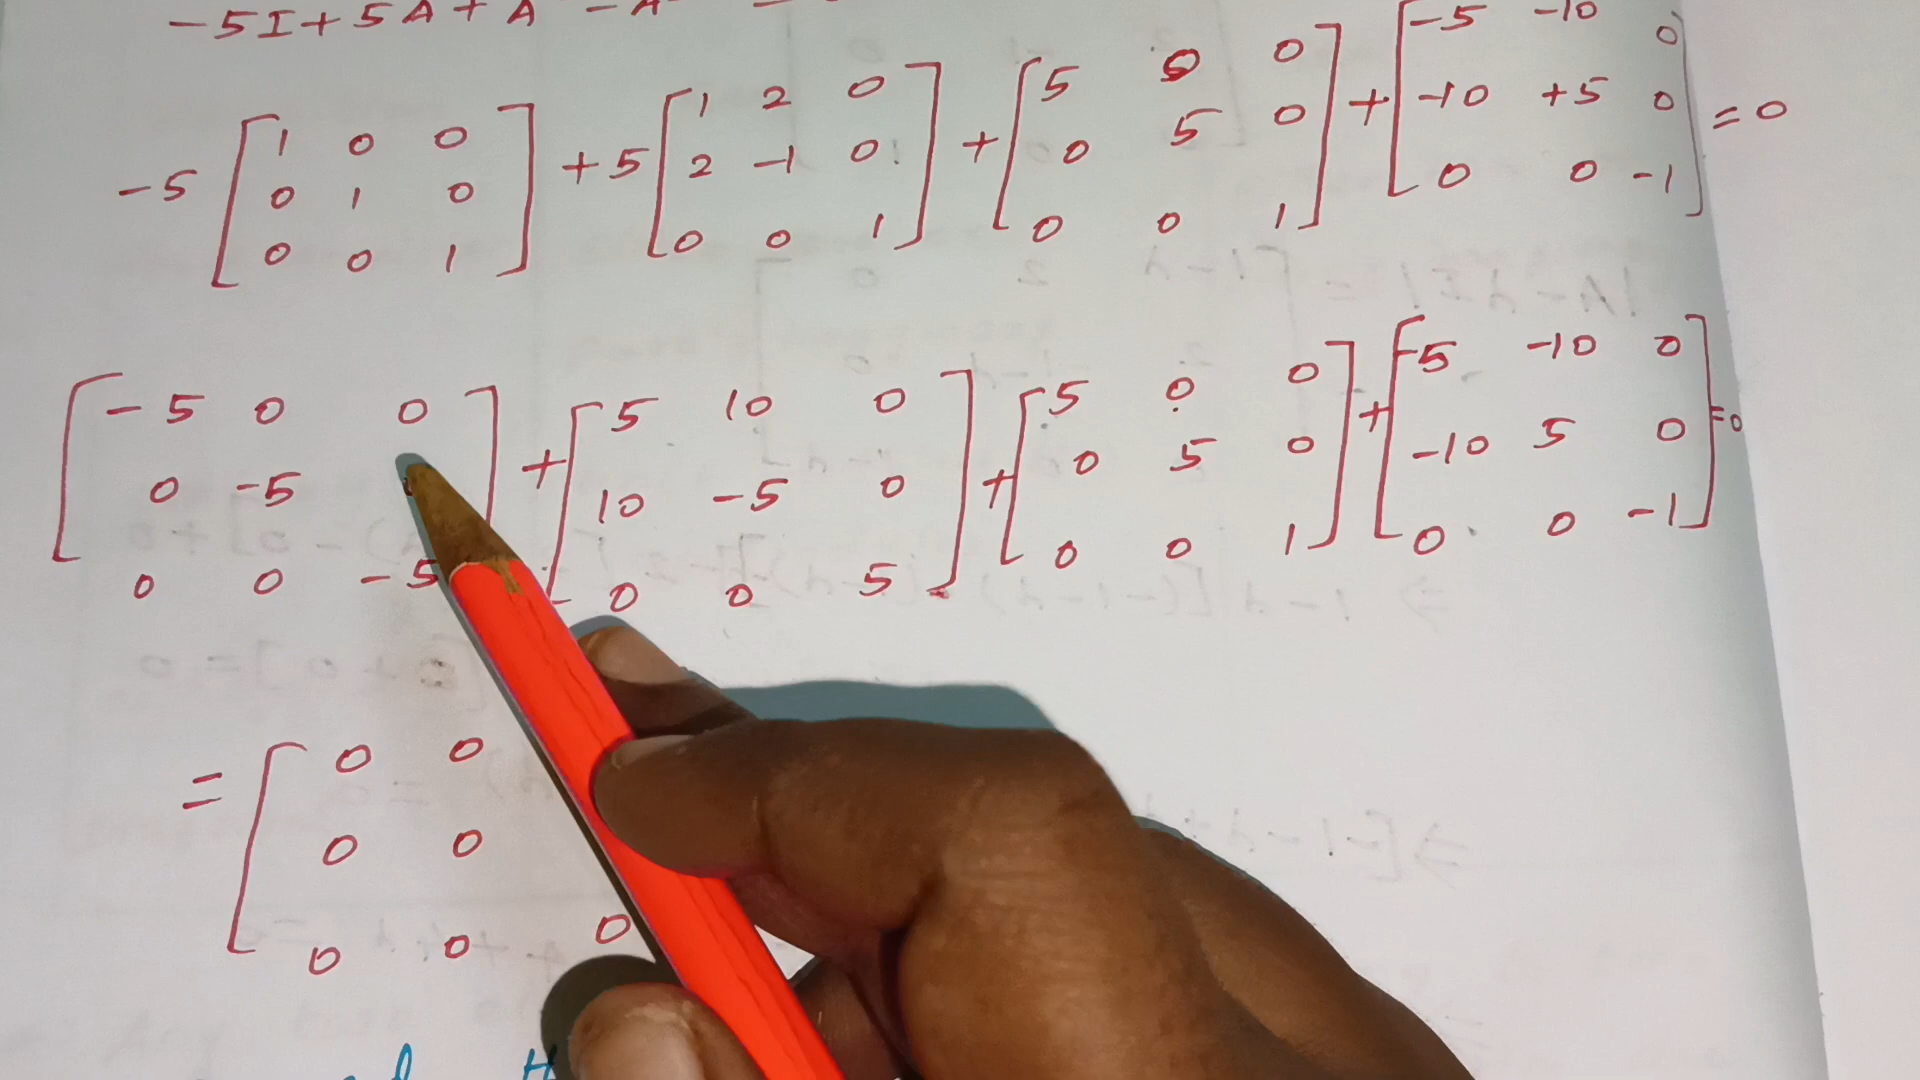 -5I+5A+A -A
-5 [1 0 0 +5 [1 2 0] + [5 0 0] + [-5 -10 0
0 1 0 2 -1 0 0 5 0 -10 +5 0 =0
0 0 1] 0 0 1 0 0 1 0 0 -1]
[-5 0 0] + [5 10 0] + [5 0 0] + [-5 -10 0]
0 -5 10 -5 0 0 5 0 -10 5 0 =0
0 0 -5 0 0 5 0 0 1 0 0 -1
= [0 0
0 0
0 0 0